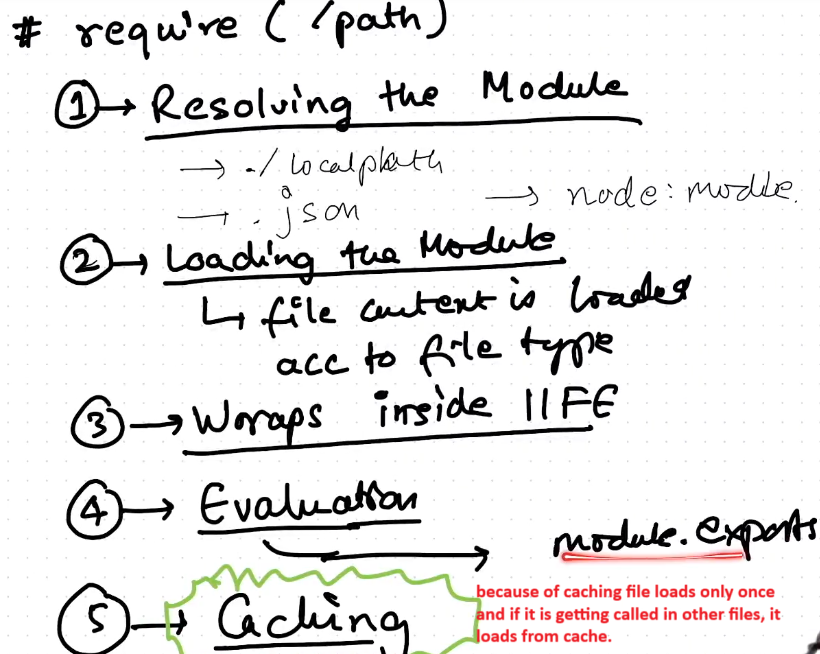 # require ( /path)
① → Resolving the Module
→ ./localpath
→ .json → node: module.
② → Loading the Module
↳ file content is loaded
acc to file type
③ → Wraps inside IIFE
④ → Evaluation
→ module.exports
⑤ → Caching
because of caching file loads only once
and if it is getting called in other files, it
loads from cache.